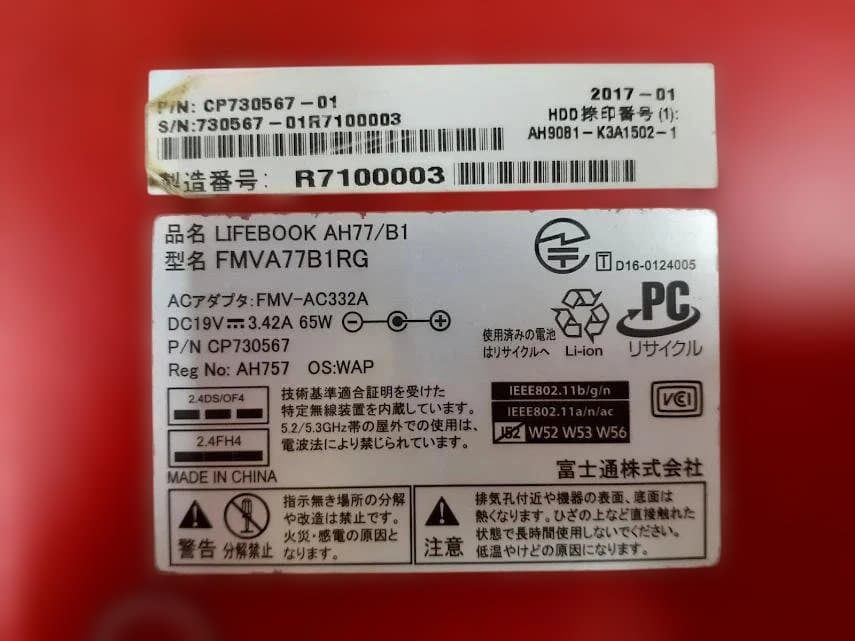 P/N: CP730567-01
S/N:730567-01R7100003
2017-01
HDD捺印番号(1):
AH90B1-K3A1502-1
製造番号: R7100003
品名 LIFEBOOK AH77/B1
型名 FMVA77B1RG
T D16-0124005
ACアダプタ:FMV-AC332A
DC19V 3.42A 65W
P/N CP730567
Reg No: AH757 OS:WAP
使用済みの電池
はリサイクルへ
Li-ion
PC
リサイクル
2.4DS/OF4
2.4FH4
技術基準適合証明を受けた
特定無線装置を内蔵しています。
5.2/5.3GHz帯の屋外での使用は、
電波法により禁じられています。
IEEE802.11b/g/n
IEEE802.11a/n/ac
J52 W52 W53 W56
VCI
MADE IN CHINA
富士通株式会社
警告 分解禁止
指示無き場所の分解
や改造は禁止です。
火災・感電の原因と
なります。
注意
排気孔付近や機器の表面、底面は
熱くなります。ひざの上など直接触れた
状態で長時間使用しないでください。
低温やけどの原因になります。